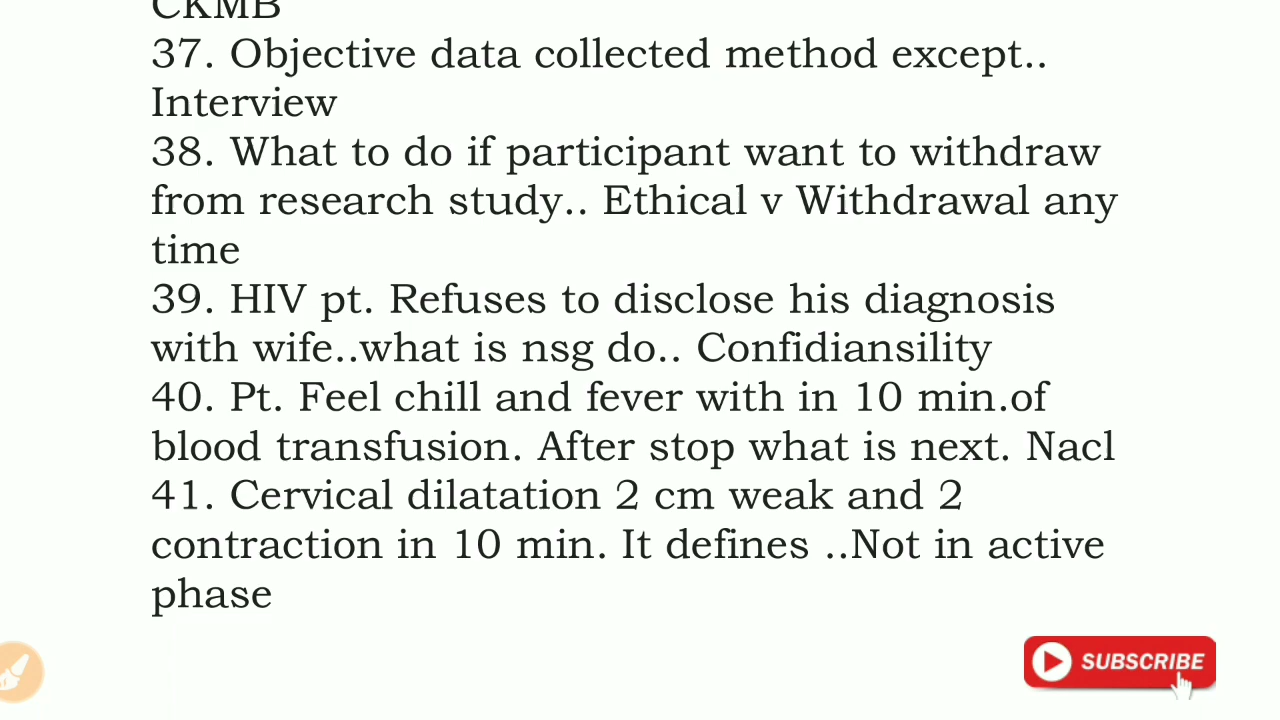 CKMB
37. Objective data collected method except..
Interview
38. What to do if participant want to withdraw
from research study.. Ethical v Withdrawal any
time
39. HIV pt. Refuses to disclose his diagnosis
with wife..what is nsg do.. Confidiansility
40. Pt. Feel chill and fever with in 10 min.of
blood transfusion. After stop what is next. Nacl
41. Cervical dilatation 2 cm weak and 2
contraction in 10 min. It defines ..Not in active
phase
SUBSCRIBE